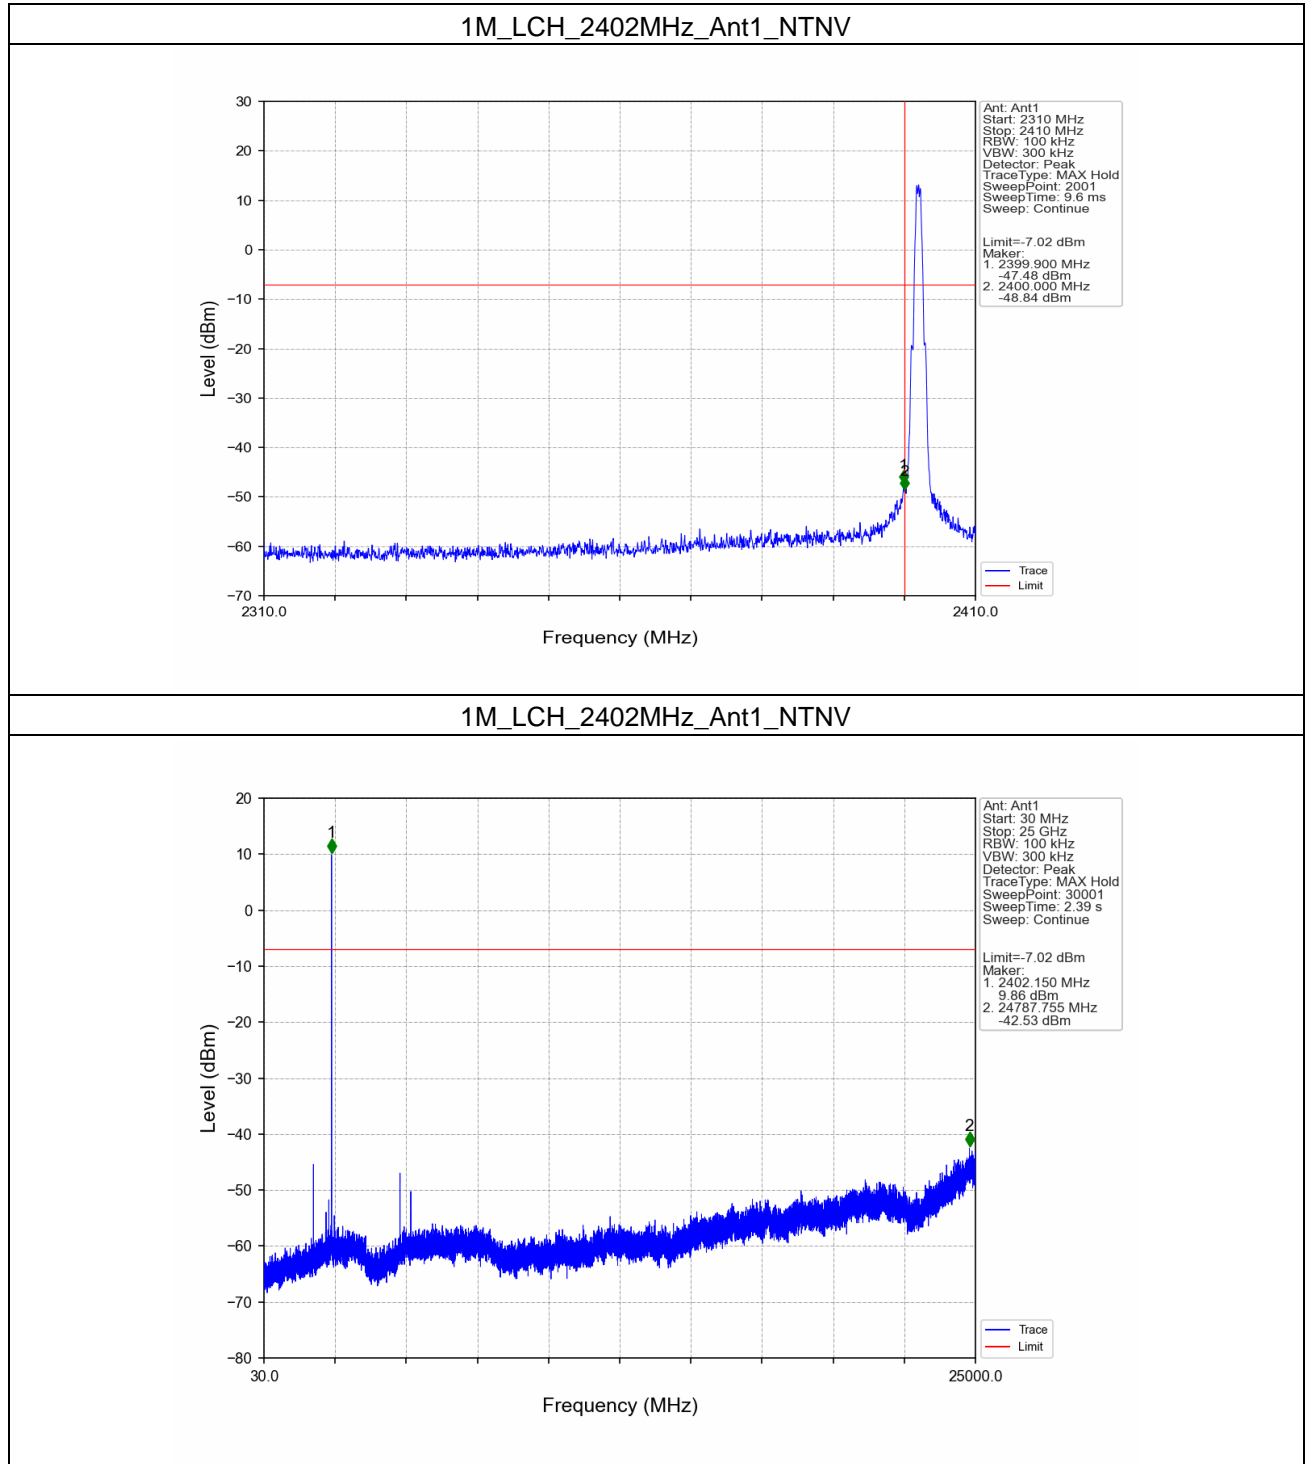 1M_LCH_2402MHz_Ant1_NTNV
30
20
10
0
−10
−20
−30
−40
−50
−60
−70
Level (dBm)
1
2
2310.0
2410.0
Frequency (MHz)
Ant: Ant1
Start: 2310 MHz
Stop: 2410 MHz
RBW: 100 kHz
VBW: 300 kHz
Detector: Peak
TraceType: MAX Hold
SweepPoint: 2001
SweepTime: 9.6 ms
Sweep: Continue
Limit=-7.02 dBm
Maker:
1. 2399.900 MHz
-47.48 dBm
2. 2400.000 MHz
-48.84 dBm
Trace
Limit
1M_LCH_2402MHz_Ant1_NTNV
20
10
0
−10
−20
−30
−40
−50
−60
−70
−80
Level (dBm)
1
2
30.0
25000.0
Frequency (MHz)
Ant: Ant1
Start: 30 MHz
Stop: 25 GHz
RBW: 100 kHz
VBW: 300 kHz
Detector: Peak
TraceType: MAX Hold
SweepPoint: 30001
SweepTime: 2.39 s
Sweep: Continue
Limit=-7.02 dBm
Maker:
1. 2402.150 MHz
9.86 dBm
2. 24787.755 MHz
-42.53 dBm
Trace
Limit